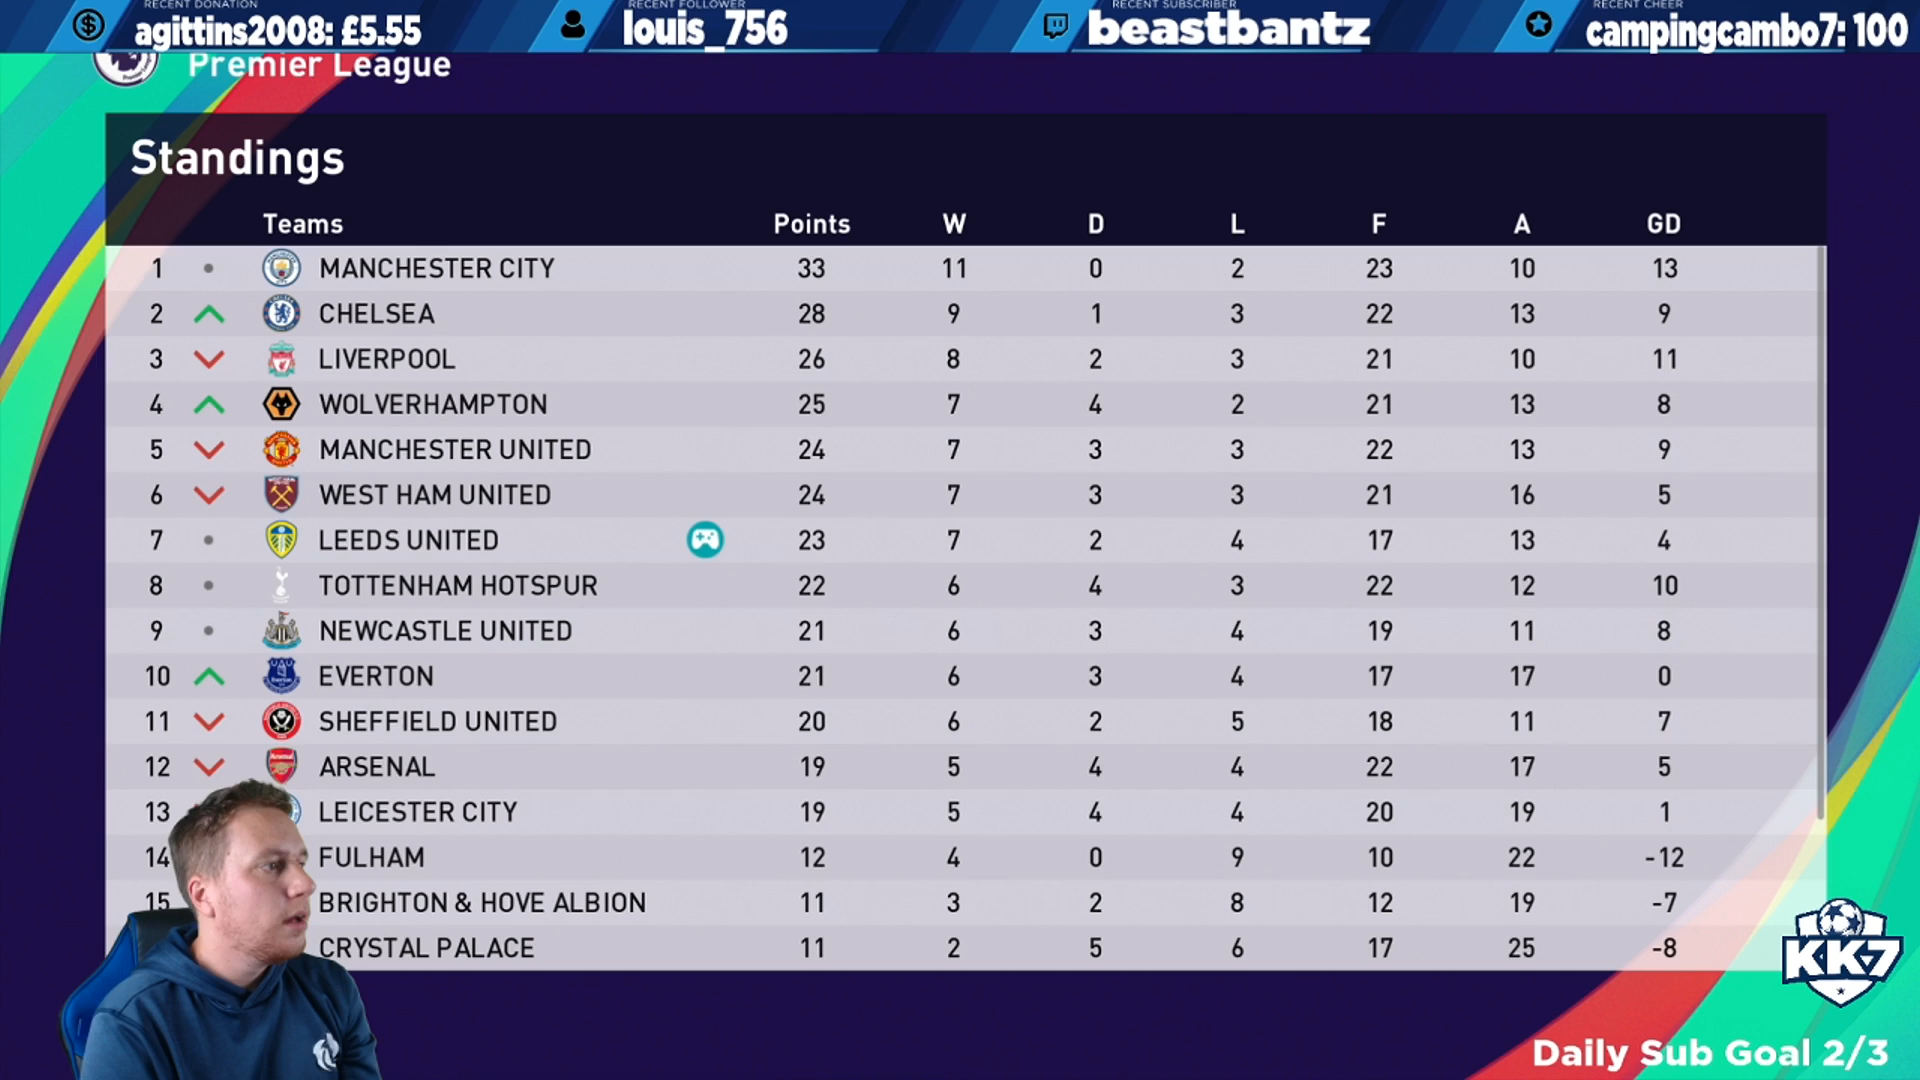 RECENT DONATION
agittins2008: £5.55
RECENT FOLLOWER
louis_756
RECENT SUBSCRIBER
beastbantz
RECENT CHEER
campingcambo7: 100
Premier League
Standings
Teams Points W D L F A GD
1 MANCHESTER CITY 33 11 0 2 23 10 13
2 CHELSEA 28 9 1 3 22 13 9
3 LIVERPOOL 26 8 2 3 21 10 11
4 WOLVERHAMPTON 25 7 4 2 21 13 8
5 MANCHESTER UNITED 24 7 3 3 22 13 9
6 WEST HAM UNITED 24 7 3 3 21 16 5
7 LEEDS UNITED 23 7 2 4 17 13 4
8 TOTTENHAM HOTSPUR 22 6 4 3 22 12 10
9 NEWCASTLE UNITED 21 6 3 4 19 11 8
10 EVERTON 21 6 3 4 17 17 0
11 SHEFFIELD UNITED 20 6 2 5 18 11 7
12 ARSENAL 19 5 4 4 22 17 5
13 LEICESTER CITY 19 5 4 4 20 19 1
14 FULHAM 12 4 0 9 10 22 -12
15 BRIGHTON & HOVE ALBION 11 3 2 8 12 19 -7
CRYSTAL PALACE 11 2 5 6 17 25 -8
KK7
Daily Sub Goal 2/3